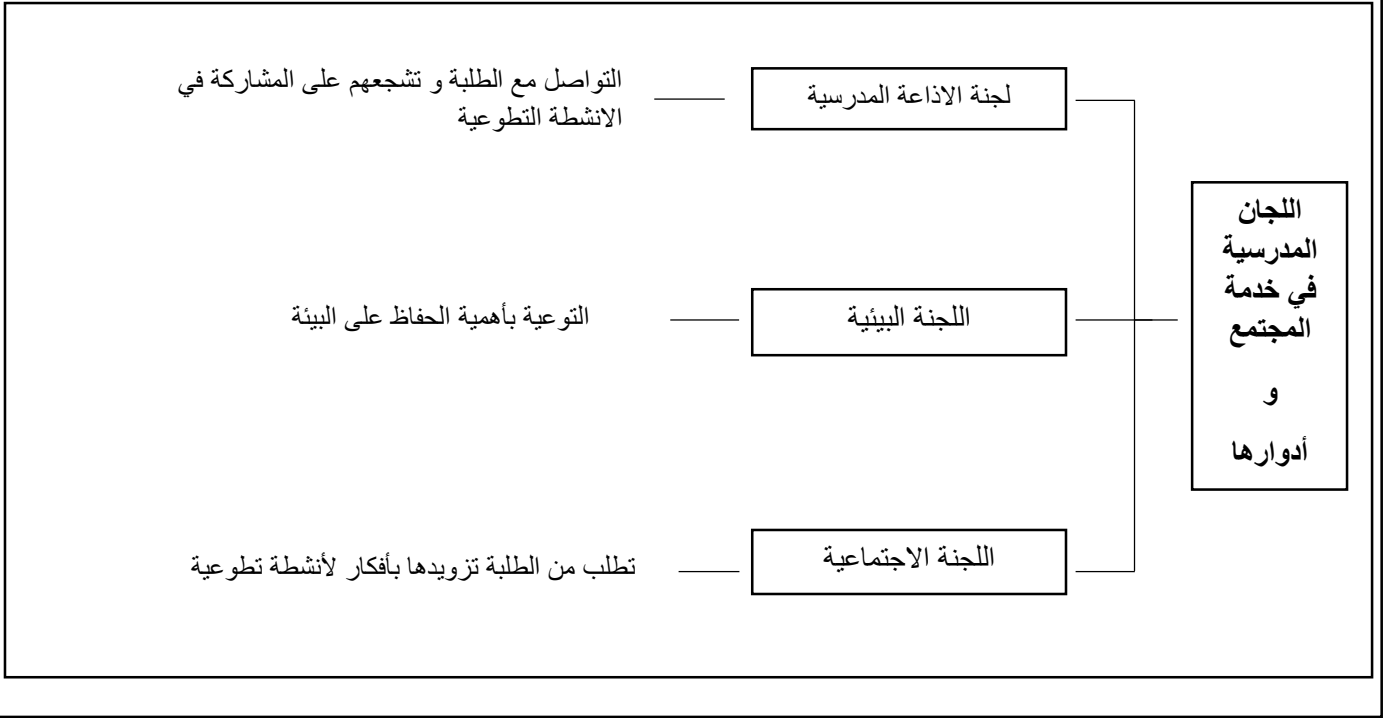 اللجان
المدرسية
في خدمة
المجتمع
و
أدوارها
لجنة الاذاعة المدرسية
التواصل مع الطلبة و تشجعهم على المشاركة في
الانشطة التطوعية
اللجنة البيئية
التوعية بأهمية الحفاظ على البيئة
اللجنة الاجتماعية
تطلب من الطلبة تزويدها بأفكار لأنشطة تطوعية